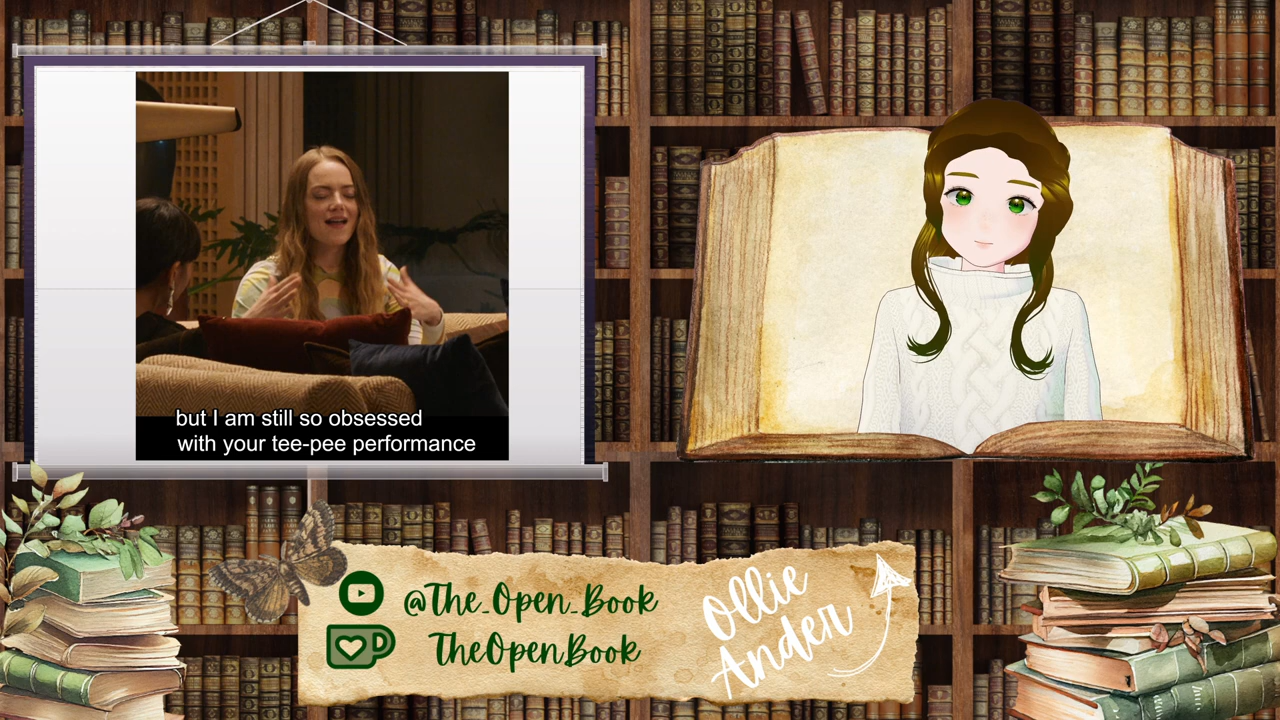 but I am still so obsessed
with your tee-pee performance
@The_Open_Book
TheOpenBook
Ollie
Ander